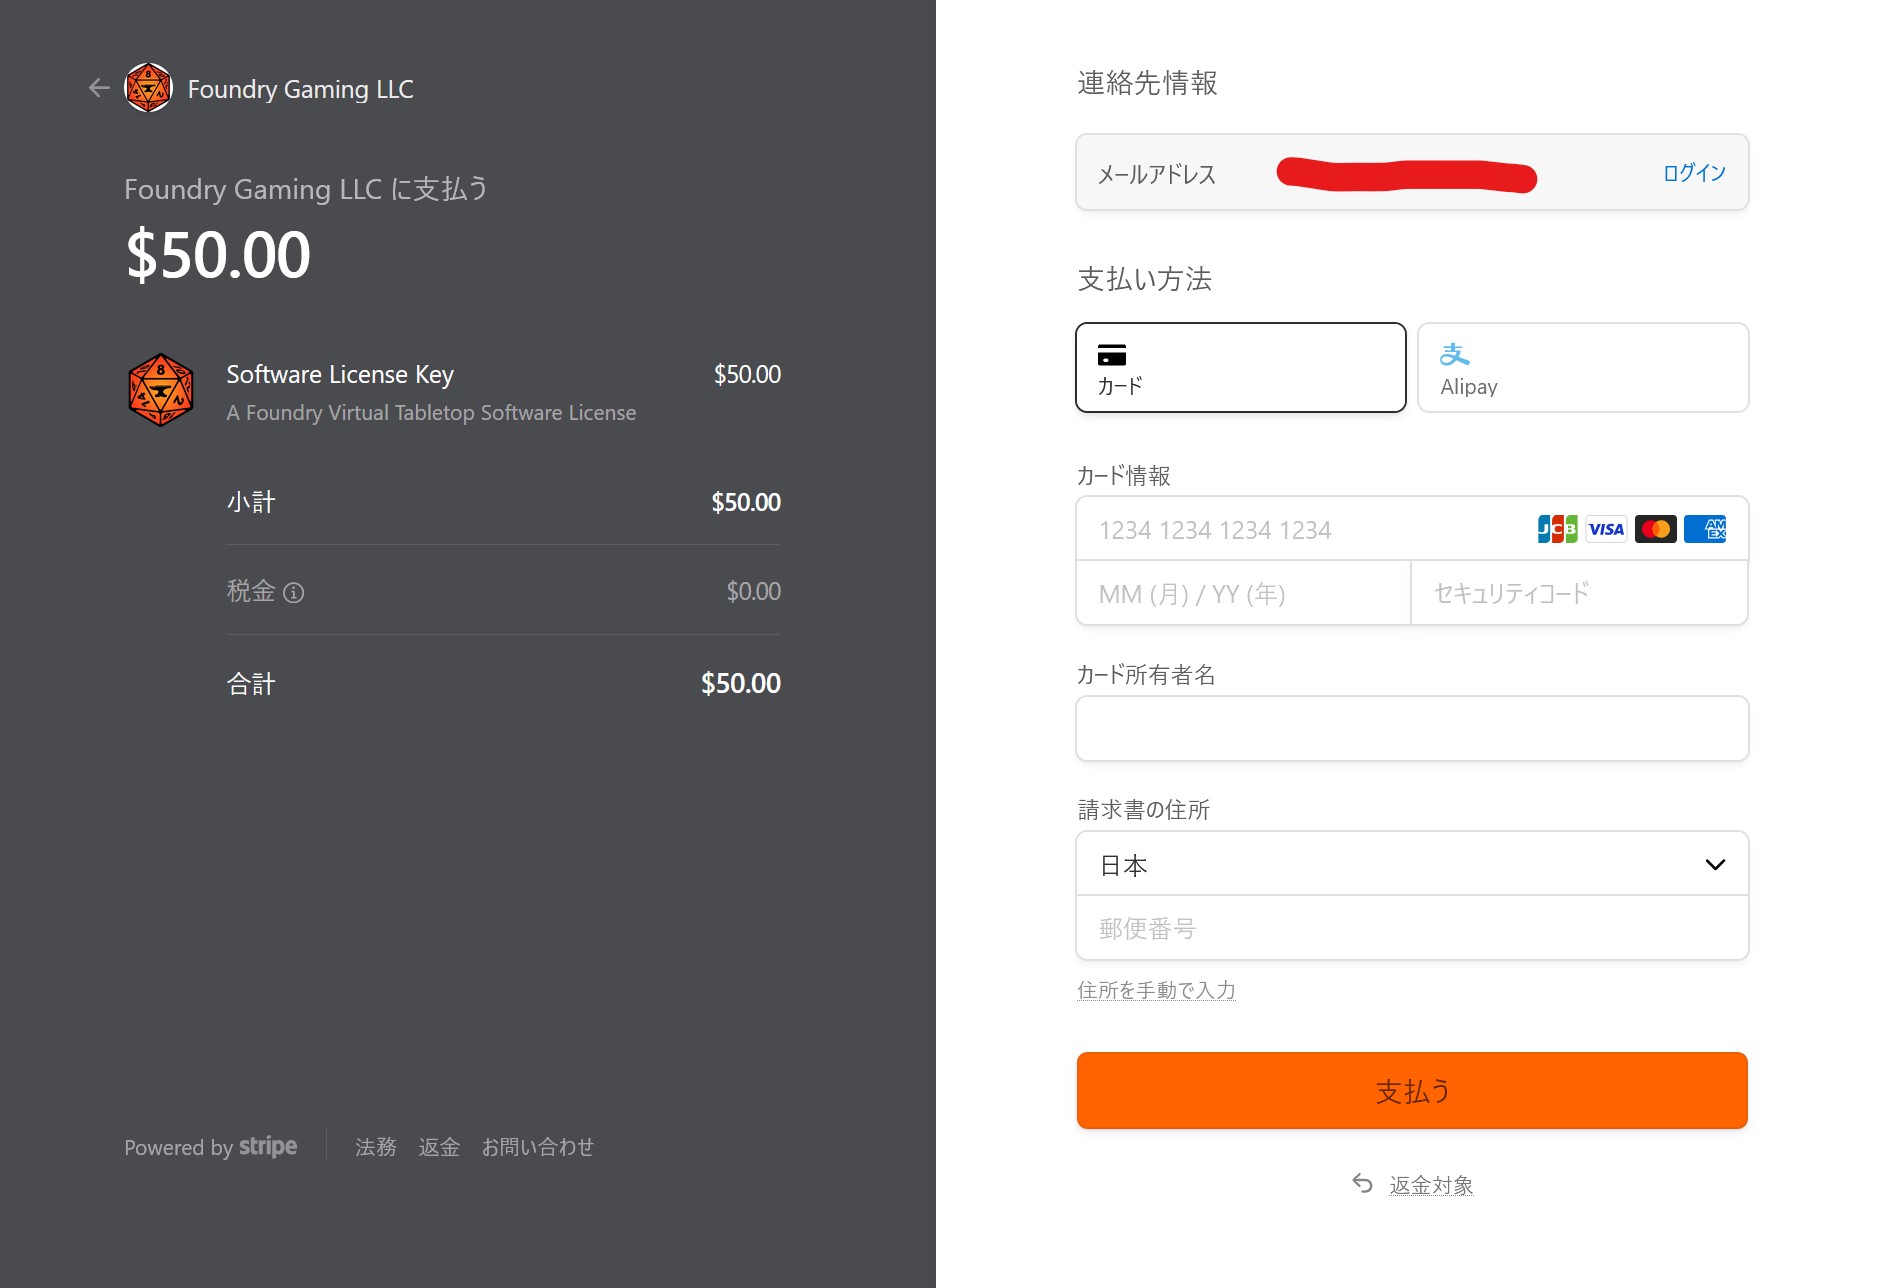 Foundry Gaming LLC
Foundry Gaming LLC に支払う
$50.00
Software License Key $50.00
A Foundry Virtual Tabletop Software License
小計 $50.00
税金 $0.00
合計 $50.00
Powered by stripe 法務 返金 お問い合わせ
連絡先情報
メールアドレス ログイン
支払い方法
カード
Alipay
カード情報
1234 1234 1234 1234 JCB VISA AMEX
MM (月) / YY (年) セキュリティコード
カード所有者名
請求書の住所
日本
郵便番号
住所を手動で入力
支払う
返金対象